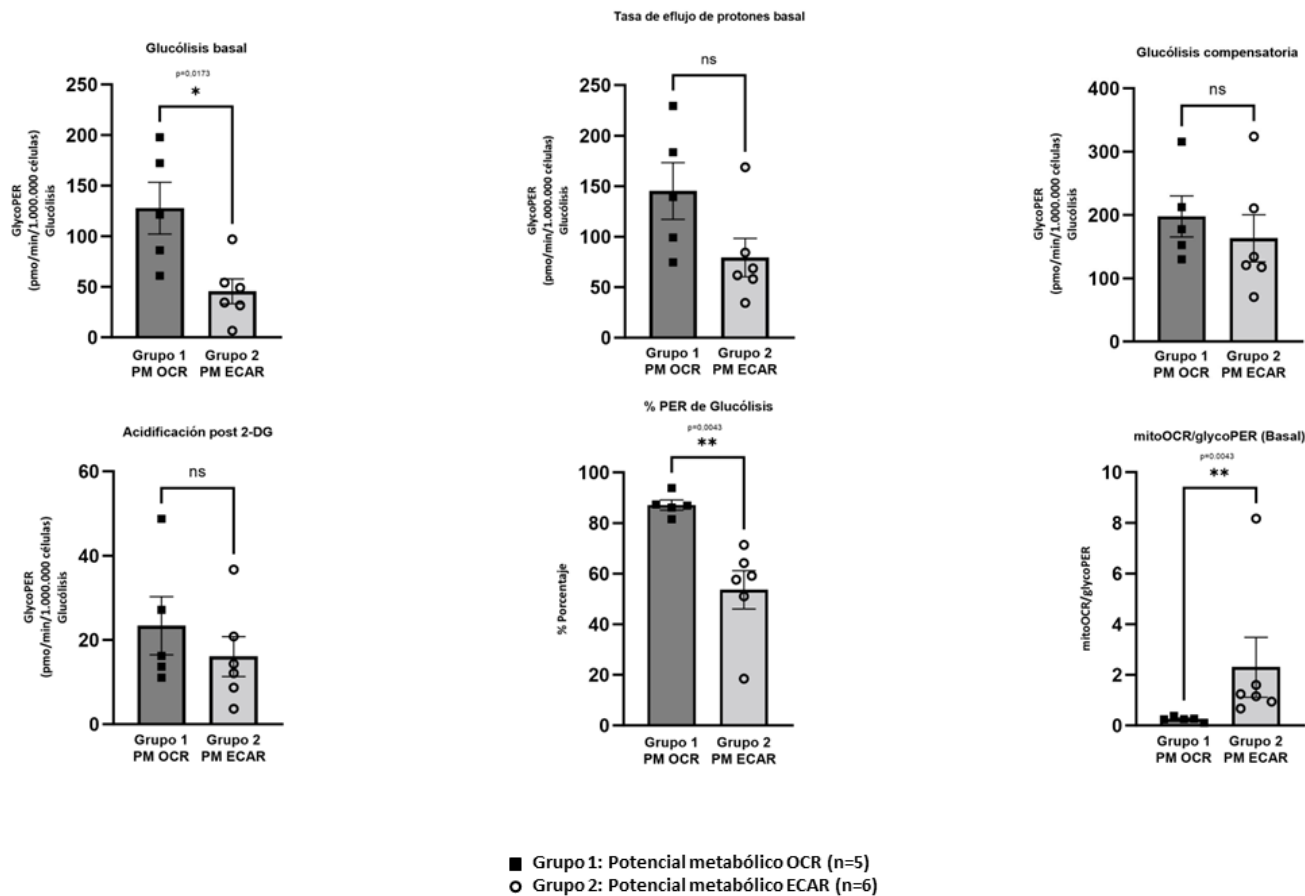 Glucólisis basal
p=0,0173
*
250
200
150
100
50
0
GlycoPER
(pmo/min/1.000.000 células)
Glucólisis
Grupo 1
PM OCR
Grupo 2
PM ECAR
Tasa de eflujo de protones basal
ns
250
200
150
100
50
0
GlycoPER
(pmo/min/1.000.000 células)
Glucólisis
Grupo 1
PM OCR
Grupo 2
PM ECAR
Glucólisis compensatoria
ns
400
300
200
100
0
GlycoPER
(pmo/min/1.000.000 células)
Glucólisis
Grupo 1
PM OCR
Grupo 2
PM ECAR
Acidificación post 2-DG
ns
60
40
20
0
GlycoPER
(pmo/min/1.000.000 células)
Glucólisis
Grupo 1
PM OCR
Grupo 2
PM ECAR
% PER de Glucólisis
p=0,0043
**
100
80
60
40
20
0
% Porcentaje
Grupo 1
PM OCR
Grupo 2
PM ECAR
mitoOCR/glycoPER (Basal)
p=0.0043
**
10
8
6
4
2
0
mitoOCR/glycoPER
Grupo 1
PM OCR
Grupo 2
PM ECAR
Grupo 1: Potencial metabólico OCR (n=5)
Grupo 2: Potencial metabólico ECAR (n=6)